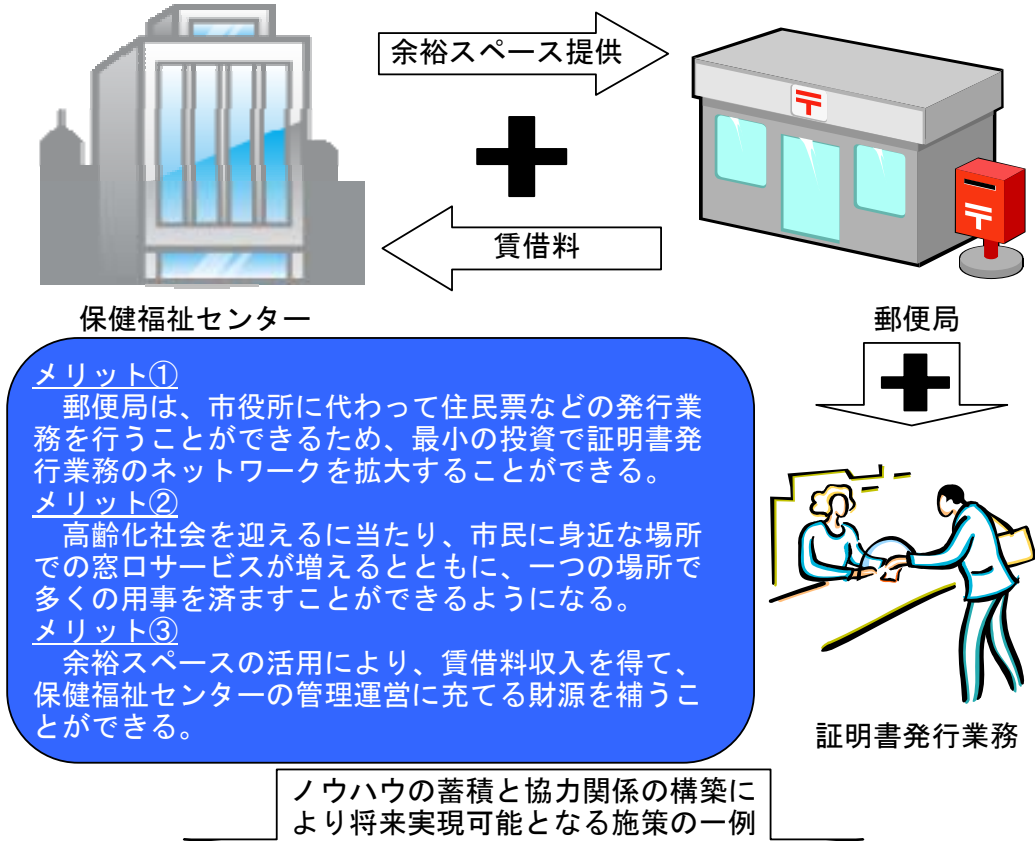 余裕スペース提供
賃借料
保健福祉センター
郵便局
メリット①
郵便局は、市役所に代わって住民票などの発行業
務を行うことができるため、最小の投資で証明書発
行業務のネットワークを拡大することができる。
メリット②
高齢化社会を迎えるに当たり、市民に身近な場所
での窓口サービスが増えるとともに、一つの場所で
多くの用事を済ますことができるようになる。
メリット③
余裕スペースの活用により、賃借料収入を得て、
保健福祉センターの管理運営に充てる財源を補うこ
とができる。
証明書発行業務
ノウハウの蓄積と協力関係の構築に
より将来実現可能となる施策の一例